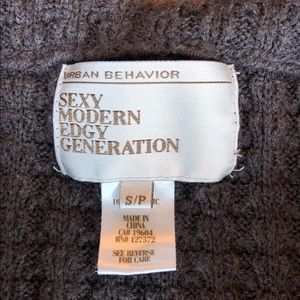 URBAN BEHAVIOR
SEXY
MODERN
EDGY
GENERATION
S/P
MADE IN
CHINA
CA# 19604
RN# 127572
SEE REVERSE
FOR CARE